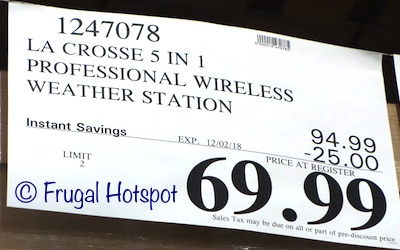 1247078
LA CROSSE 5 IN 1
PROFESSIONAL WIRELESS
WEATHER STATION
Instant Savings EXP. 12/02/18
94.99
-25.00
LIMIT
2
PRICE AT REGISTER
69.99
© Frugal Hotspot
Sales Tax may be due on all or part of pre-discount price